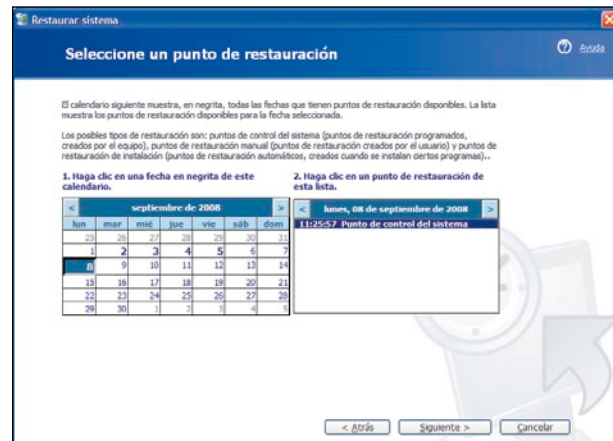 Restaurar sistema
Seleccione un punto de restauración
Ayuda
El calendario siguiente muestra, en negrita, todas las fechas que tienen puntos de restauración disponibles. La lista
muestra los puntos de restauración disponibles para la fecha seleccionada.
Los posibles tipos de restauración son: puntos de control del sistema (puntos de restauración programados,
creados por el equipo), puntos de restauración manual (puntos de restauración creados por el usuario) y puntos de
restauración de instalación (puntos de restauración automáticos, creados cuando se instalan ciertos programas)..
1. Haga clic en una fecha en negrita de este
calendario.
< septiembre de 2008 >
lun mar mié jue vie sáb dom
25 26 27 28 29 30 31
1 2 3 4 5 6 7
8 9 10 11 12 13 14
15 16 17 18 19 20 21
22 23 24 25 26 27 28
29 30 1 2 3 4 5
2. Haga clic en un punto de restauración de
esta lista.
< lunes, 08 de septiembre de 2008 >
11:25:57 Punto de control del sistema
< Atrás
Siguiente >
Cancelar